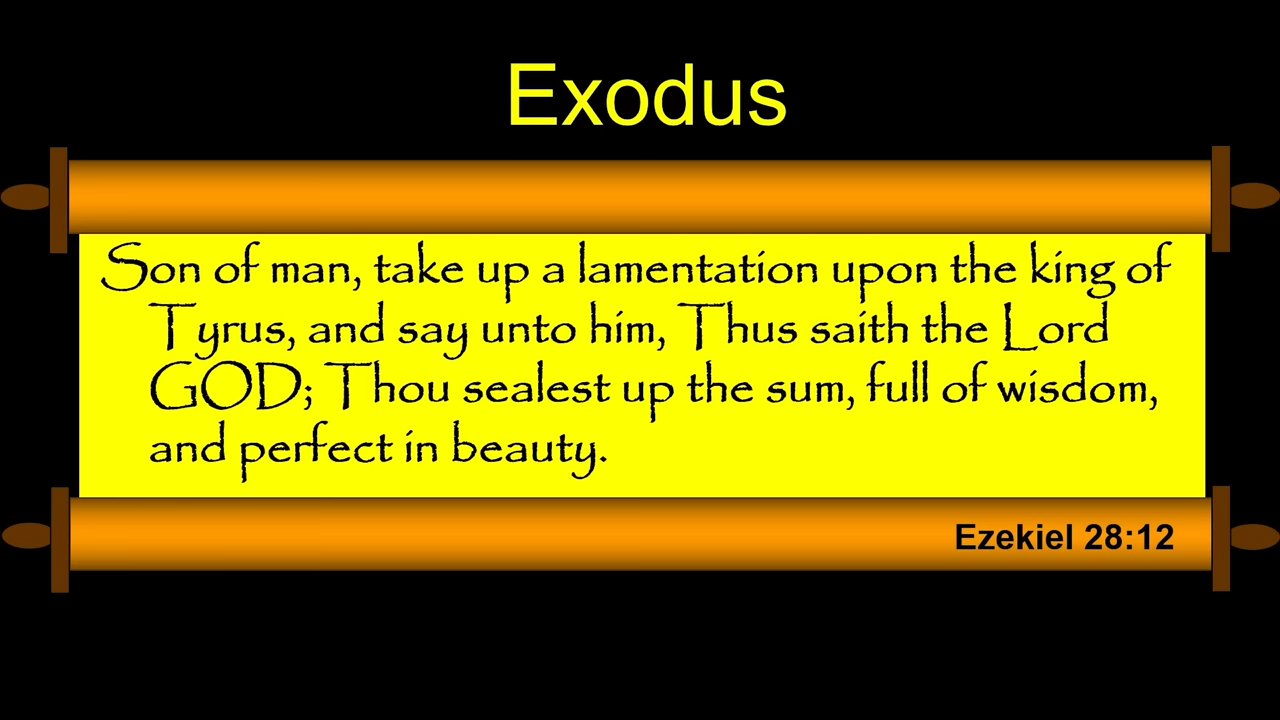 Exodus
Son of man, take up a lamentation upon the king of
Tyrus, and say unto him, Thus saith the Lord
GOD; Thou sealest up the sum, full of wisdom,
and perfect in beauty.
Ezekiel 28:12